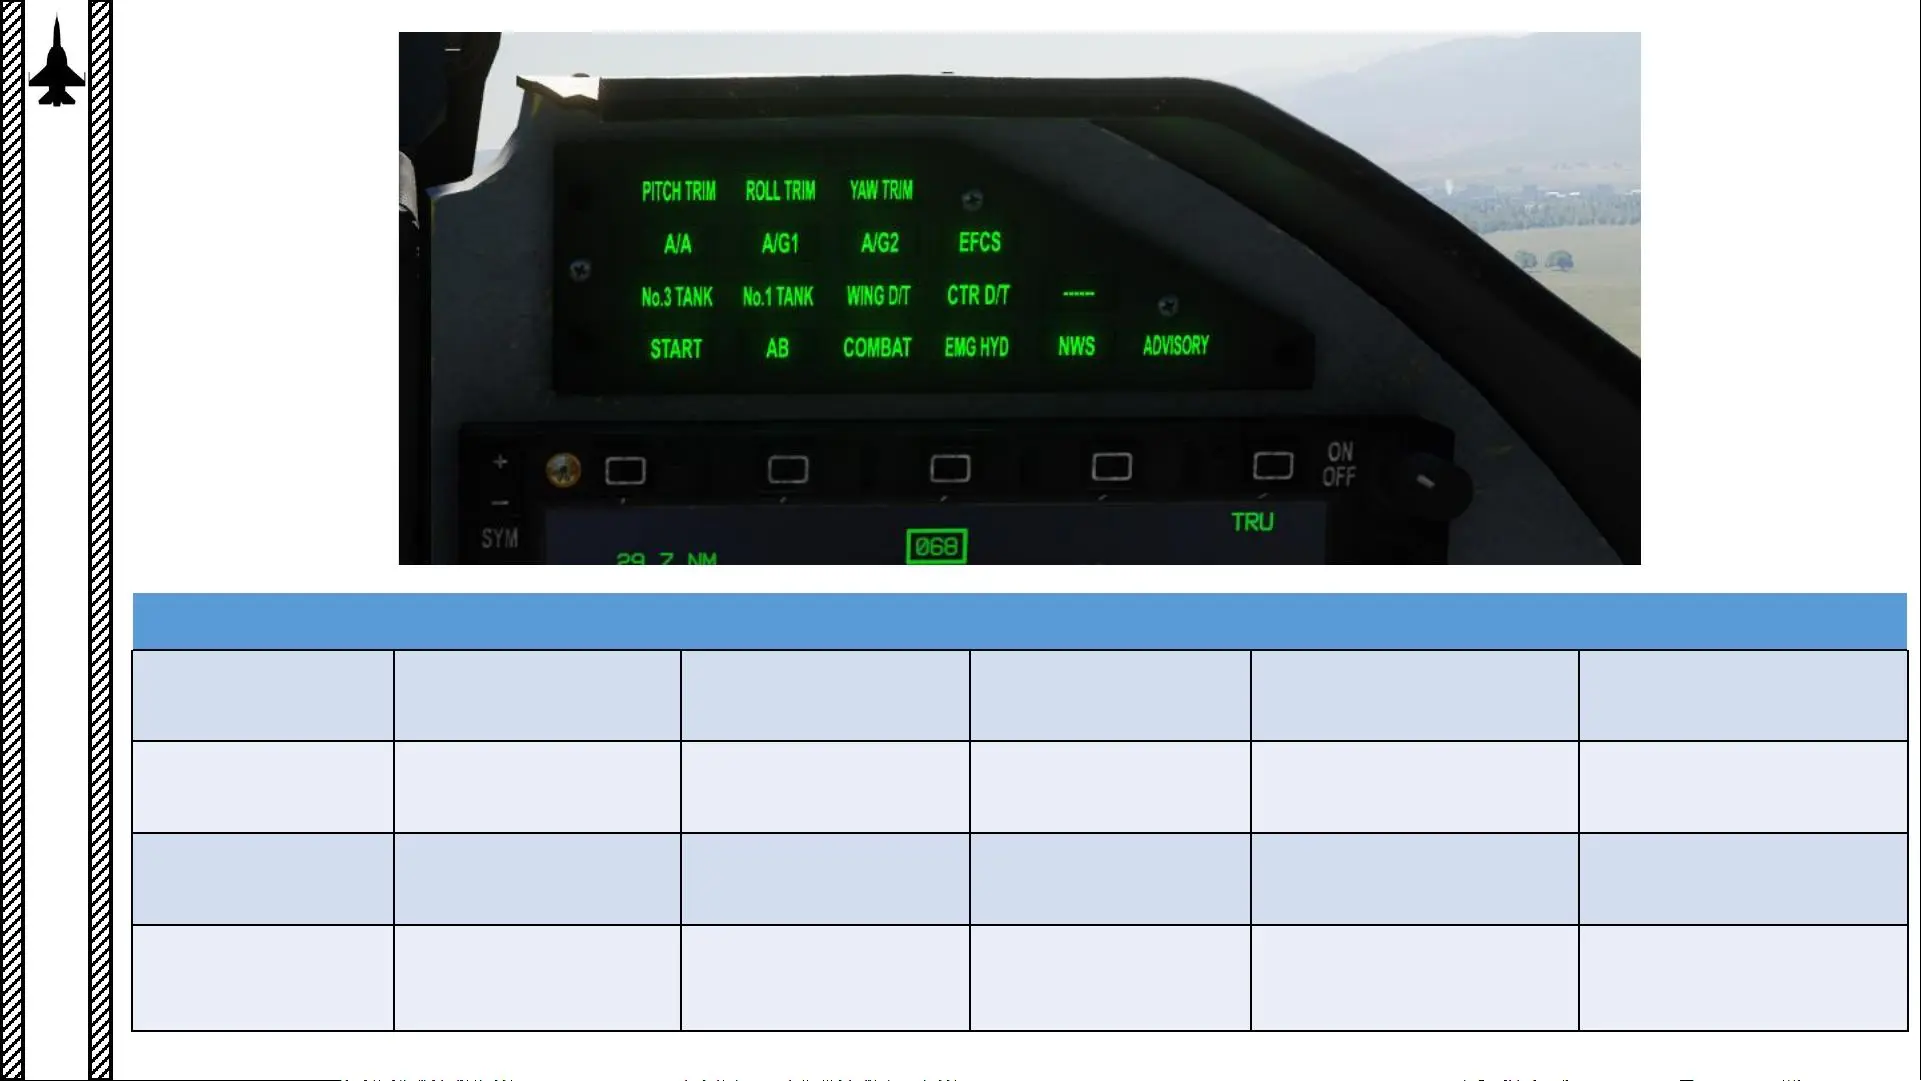 PITCH TRIM ROLL TRIM YAW TRIM
A/A A/G1 A/G2 EFCS
No.3 TANK No.1 TANK WING D/T CTR D/T ------
START AB COMBAT EMG HYD NWS ADVISORY
+
ON
OFF
-
SYM
TRU
068
29.7 NM